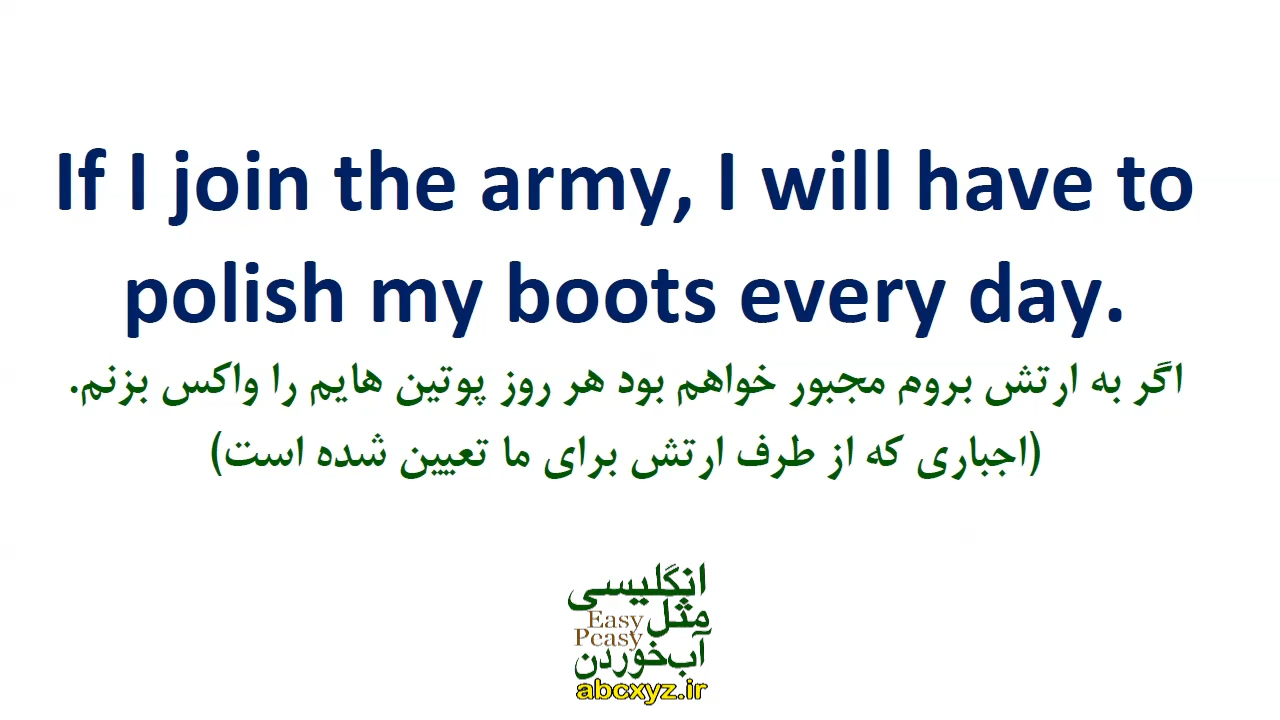 If I join the army, I will have to
polish my boots every day.
اگر به ارتش بروم مجبور خواهم بود هر روز پوتین هایم را واکس بزنم.
(اجباری که از طرف ارتش برای ما تعیین شده است)
انگلیسی
مثل
Easy
Peasy
آب‌خوردن
abcxyz.ir